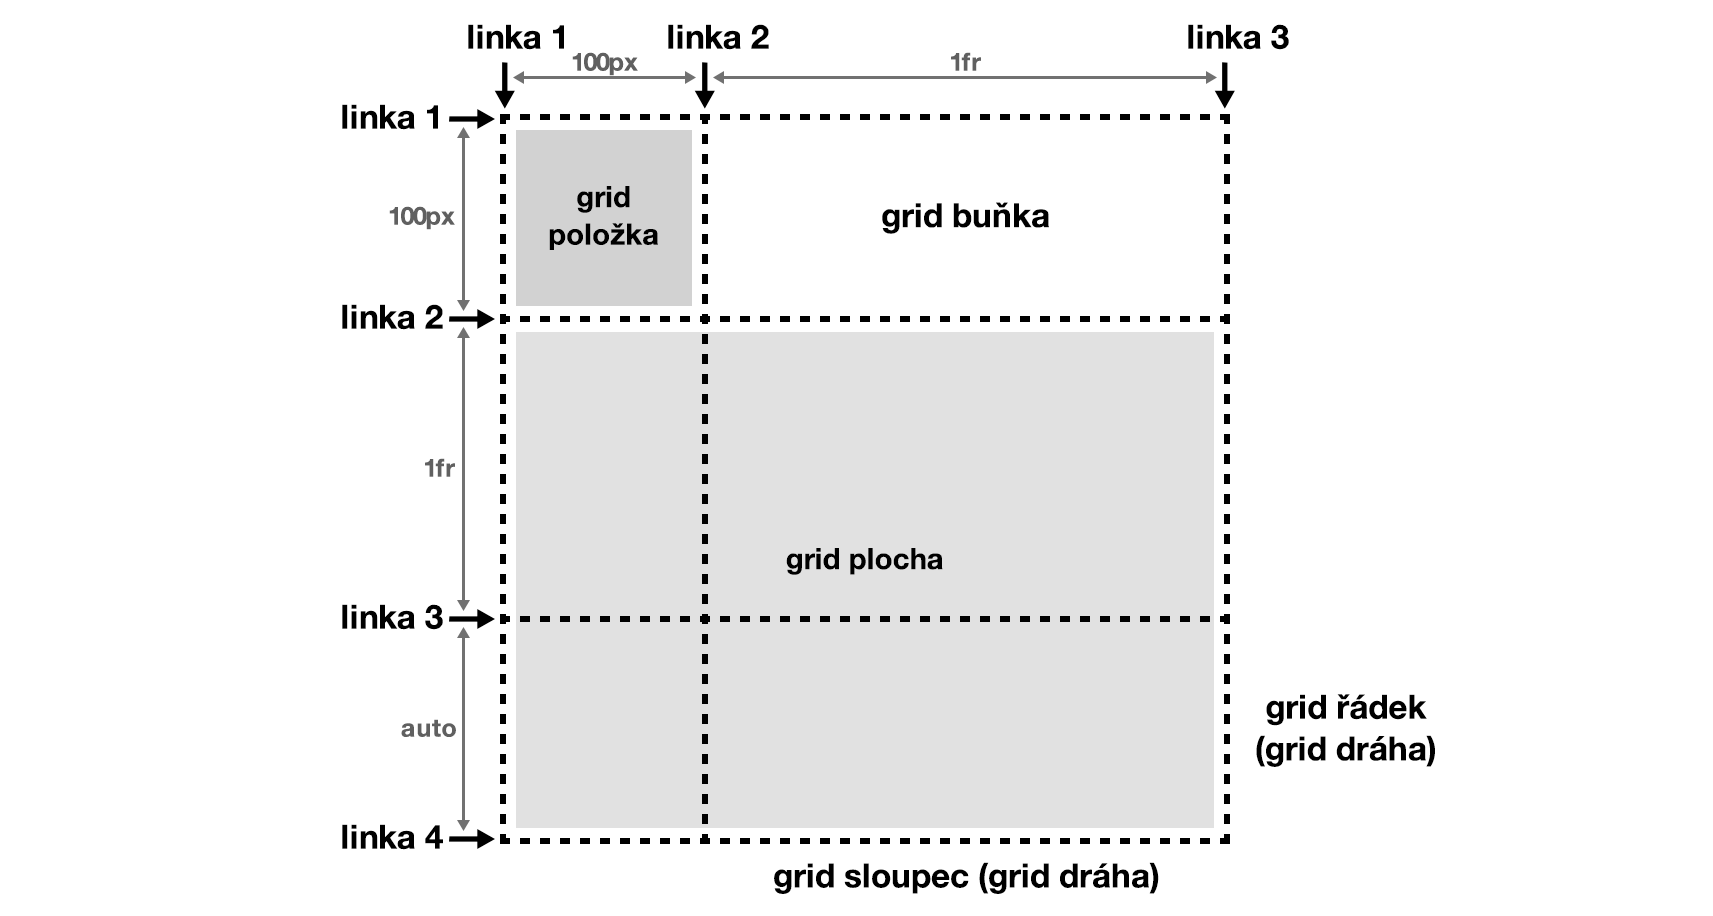 linka 1
linka 2
linka 3
100px
1fr
linka 1
100px
grid
položka
grid buňka
linka 2
1fr
grid plocha
linka 3
auto
grid řádek
(grid dráha)
linka 4
grid sloupec (grid dráha)